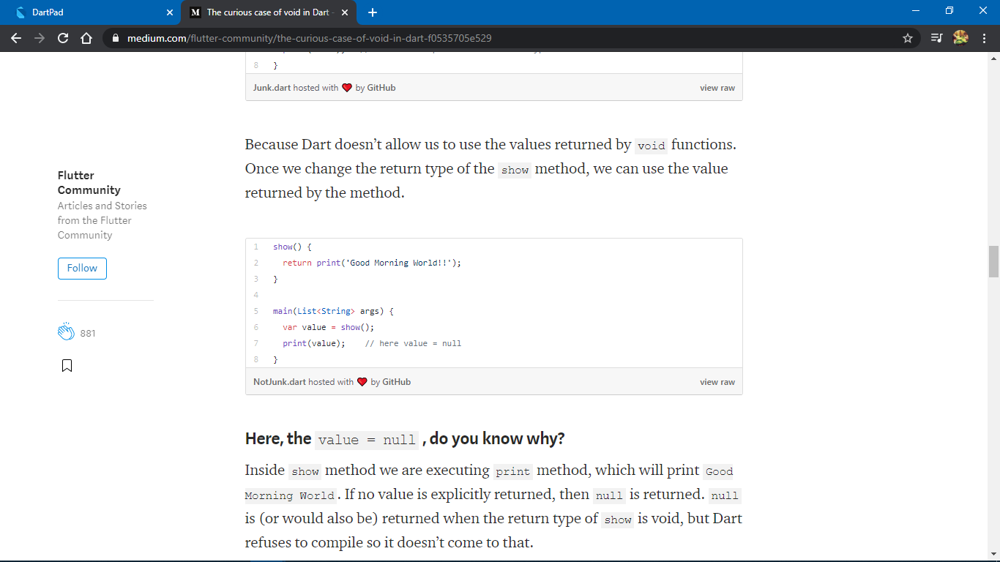 DartPad
The curious case of void in Dart -
medium.com/flutter-community/the-curious-case-of-void-in-dart-f0535705e529
8 }
Junk.dart hosted with ❤ by GitHub view raw
Because Dart doesn’t allow us to use the values returned by void functions.
Once we change the return type of the show method, we can use the value
returned by the method.
Flutter
Community
Articles and Stories
from the Flutter
Community
Follow
881
1 show() {
2 return print('Good Morning World!!');
3 }
4
5 main(List<String> args) {
6 var value = show();
7 print(value); // here value = null
8 }
NotJunk.dart hosted with ❤ by GitHub view raw
Here, the value = null , do you know why?
Inside show method we are executing print method, which will print Good
Morning World. If no value is explicitly returned, then null is returned. null
is (or would also be) returned when the return type of show is void, but Dart
refuses to compile so it doesn’t come to that.